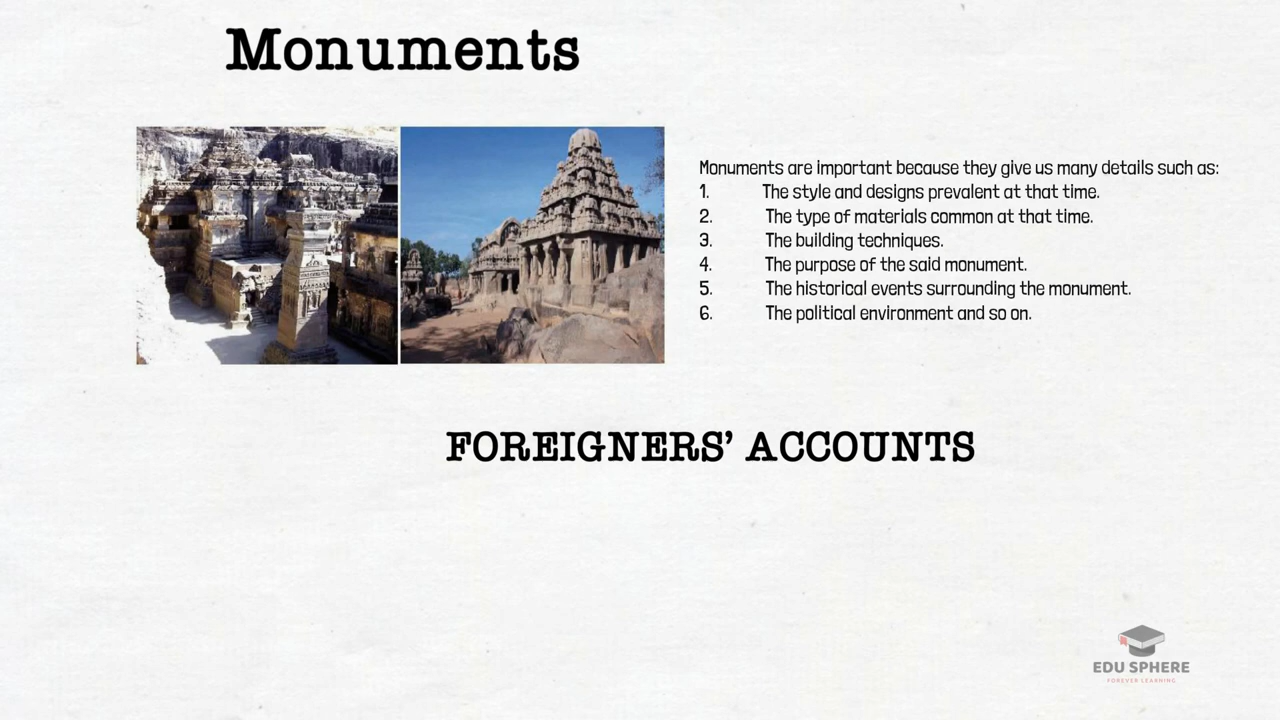 Monuments
Monuments are important because they give us many details such as:
1. The style and designs prevalent at that time.
2. The type of materials common at that time.
3. The building techniques.
4. The purpose of the said monument.
5. The historical events surrounding the monument.
6. The political environment and so on.
FOREIGNERS' ACCOUNTS
EDU SPHERE
FOREVER LEARNING